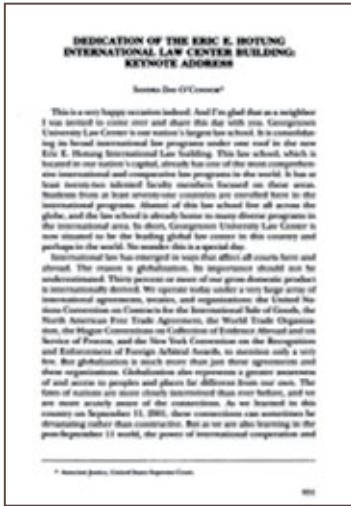 DEDICATION OF THE ERIC E. HOTUNG
INTERNATIONAL LAW CENTER BUILDING:
KEYNOTE ADDRESS
SANDRA DAY O'CONNOR*
This is a very happy occasion indeed. And I'm glad that as a neighbor
I was invited to come over and share this day with you. Georgetown
University Law Center is our nation's largest law school. It is consolidat-
ing its broad international law programs under one roof in the new
Eric E. Hotung International Law building. This law school, which is
located in our nation's capital, already has one of the most comprehen-
sive international and comparative law programs in the world. It has at
least twenty-two talented faculty members focused on these areas.
Students from at least seventy-one countries are enrolled here in the
international programs. Alumni of this law school live all across the
globe, and the law school is already home to many diverse programs in
the international area. In short, Georgetown University Law Center is
now situated to be the leading global law center in this country and
perhaps in the world. No wonder this is a special day.
International law has emerged in ways that affect all courts here and
abroad. The reason is globalization. Its importance should not be
underestimated. Thirty percent or more of our gross domestic product
is internationally derived. We operate today under a very large array of
international agreements, treaties, and organizations: the United Na-
tions Convention on Contracts for the International Sale of Goods, the
North American Free Trade Agreement, the World Trade Organiza-
tion, the Hague Conventions on Collection of Evidence Abroad and on
Service of Process, and the New York Convention on the Recognition
and Enforcement of Foreign Arbitral Awards, to mention only a very
few. But globalization is much more than just these agreements and
these organizations. Globalization also represents a greater awareness
of and access to peoples and places far different from our own. The
fates of nations are more closely intertwined than ever before, and we
are more acutely aware of the connections. As we learned in this
country on September 11, 2001, these connections can sometimes be
devastating rather than constructive. But as we are also learning in the
post-September 11 world, the power of international cooperation and
* Associate Justice, United States Supreme Court.